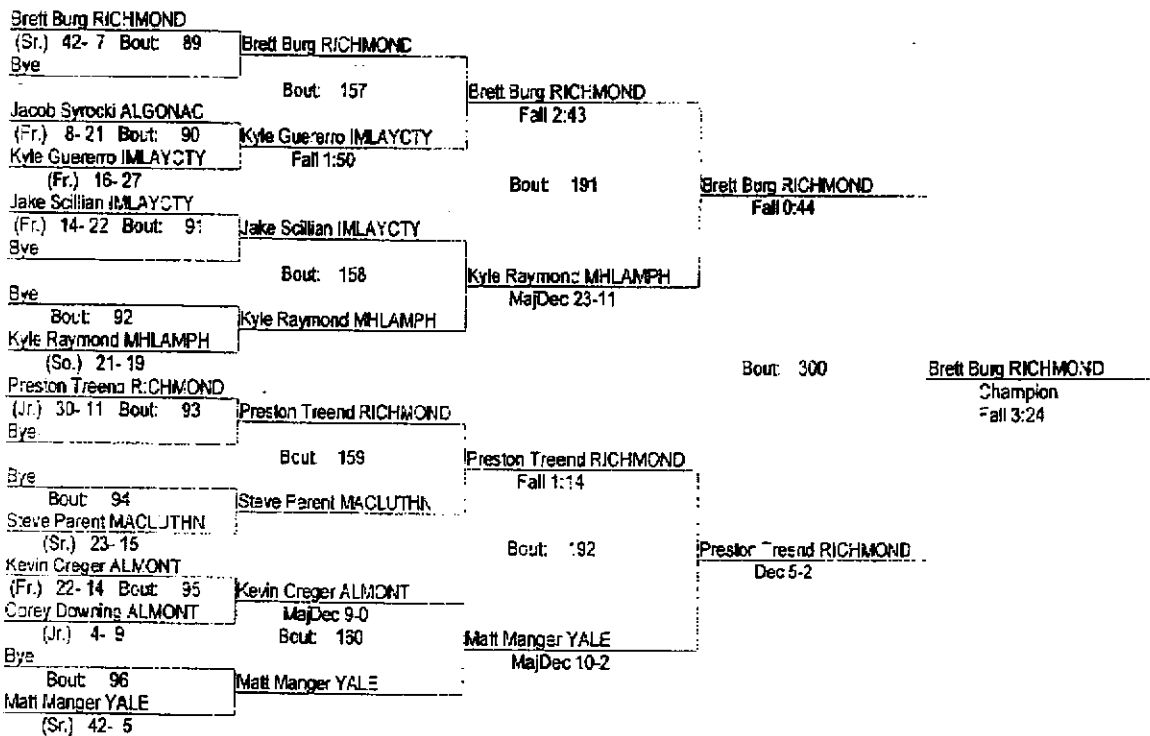 Brett Burg RICHMOND
(Sr.) 42- 7 Bout: 89
Bye
Brett Burg RICHMOND
Bout: 157
Jacob Syrocki ALGONAC
(Fr.) 8- 21 Bout: 90
Kyle Guererro IMLAYCTY
(Fr.) 16- 27
Kyle Guererro IMLAYCTY
Fall 1:50
Brett Burg RICHMOND
Fall 2:43
Bout: 191
Jake Scillian IMLAYCTY
(Fr.) 14- 22 Bout: 91
Bye
Jake Scillian IMLAYCTY
Bout: 158
Bye
Bout: 92
Kyle Raymond MHLAMPH
(So.) 21- 19
Kyle Raymond MHLAMPH
Kyle Raymond MHLAMPH
MajDec 23-11
Brett Burg RICHMOND
Fall 0:44
Bout: 300
Brett Burg RICHMOND
Champion
Fall 3:24
Preston Treend RICHMOND
(Jr.) 30- 11 Bout: 93
Bye
Preston Treend RICHMOND
Bout: 159
Bye
Bout: 94
Steve Parent MACLUTHN
(Sr.) 23- 15
Steve Parent MACLUTHN
Preston Treend RICHMOND
Fall 1:14
Bout: 192
Kevin Creger ALMONT
(Fr.) 22- 14 Bout: 95
Corey Downing ALMONT
(Jr.) 4- 9
Kevin Creger ALMONT
MajDec 9-0
Bout: 160
Bye
Bout: 96
Matt Manger YALE
(Sr.) 42- 5
Matt Manger YALE
Matt Manger YALE
MajDec 10-2
Preston Treend RICHMOND
Dec 5-2